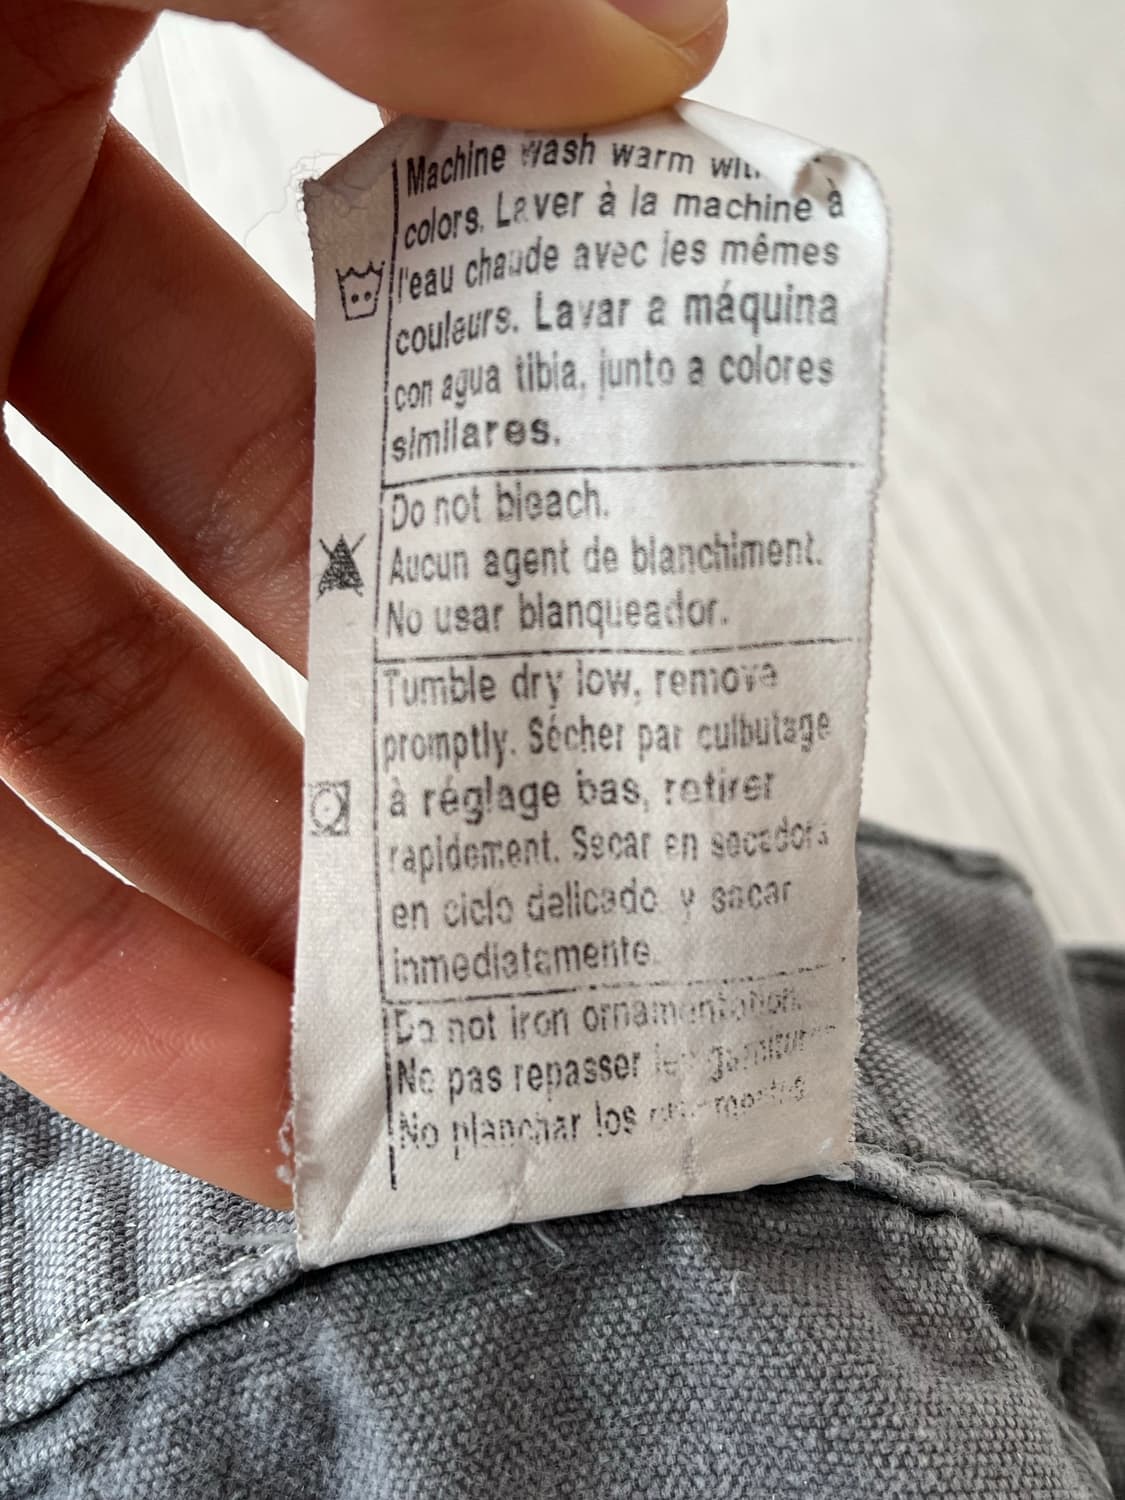 Machine wash warm
colors. Laver à la machine à
l'eau chaude avec les mêmes
couleurs. Lavar a máquina
con agua tibia, junto a colores
similares.
Do not bleach.
Aucun agent de blanchiment.
No usar blanqueador.
Tumble dry low, remove
promptly. Sécher par culbutage
à réglage bas, retirer
rapidement. Secar en secadora
en ciclo delicado y sacar
inmediatamente.
Do not iron ornamentation.
Ne pas repasser les garnitures
No planchar los